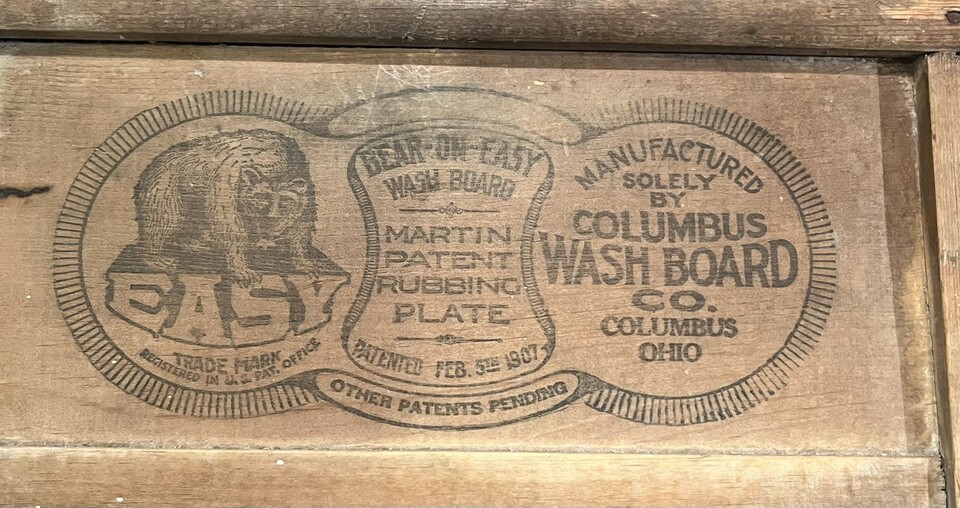 EASY
TRADE MARK
REGISTERED IN U.S. PAT. OFFICE
BEAR-ON-EASY
WASH BOARD
MARTIN
PATENT
RUBBING
PLATE
PATENTED FEB. 5TH 1907
OTHER PATENTS PENDING
MANUFACTURED
SOLELY
BY
COLUMBUS
WASH BOARD
CO.
COLUMBUS
OHIO